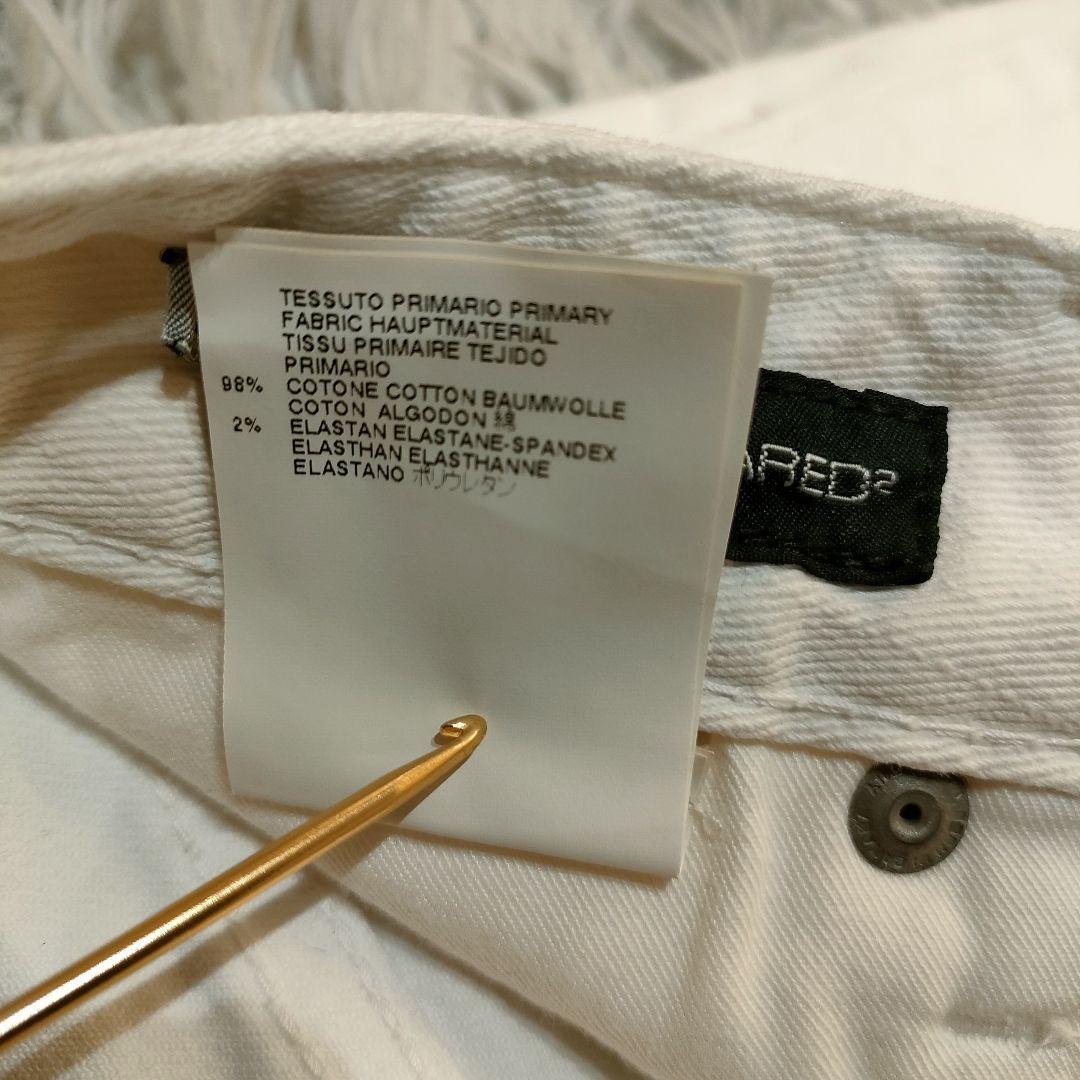 TESSUTO PRIMARIO PRIMARY
FABRIC HAUPTMATERIAL
TISSU PRIMAIRE TEJIDO
PRIMARIO
98% COTONE COTTON BAUMWOLLE
COTON ALGODON 綿
2% ELASTAN ELASTANE-SPANDEX
ELASTHAN ELASTHANNE
ELASTANO ポリウレタン
ARED2